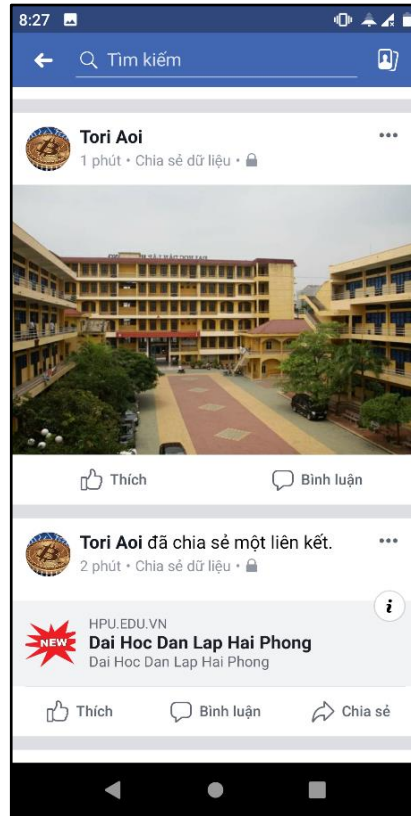 8:27
Tìm kiếm
Tori Aoi
1 phút • Chia sẻ dữ liệu •
Thích
Bình luận
Tori Aoi đã chia sẻ một liên kết.
2 phút • Chia sẻ dữ liệu •
i
NEW
HPU.EDU.VN
Dai Hoc Dan Lap Hai Phong
Dai Hoc Dan Lap Hai Phong
Thích
Bình luận
Chia sẻ